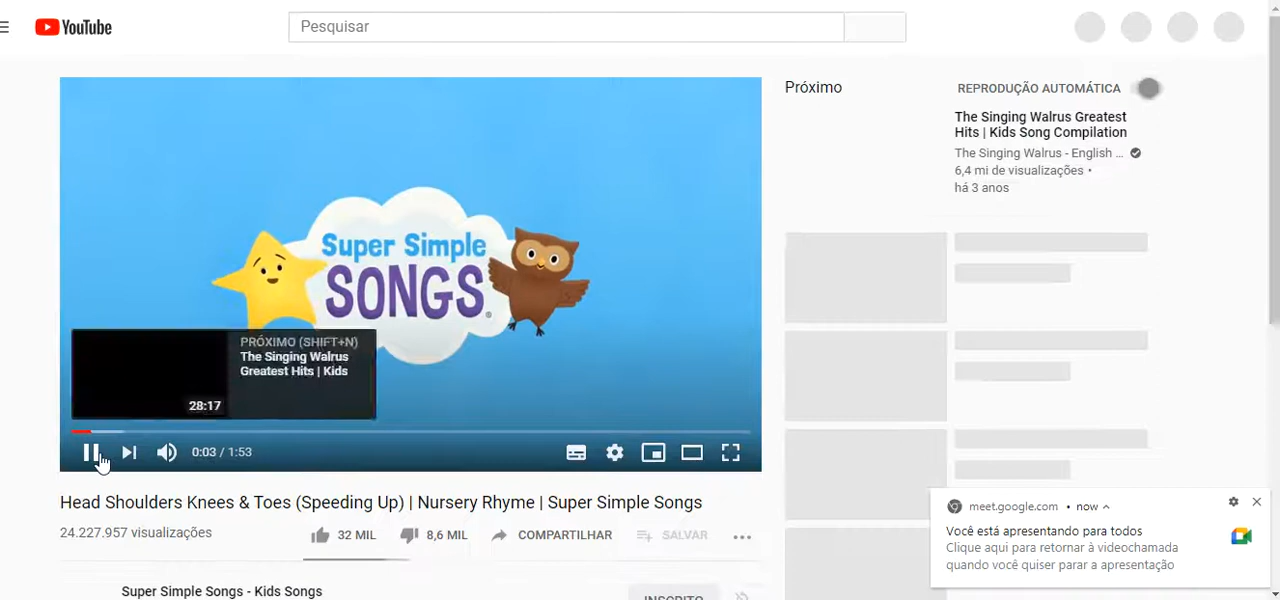 YouTube
Pesquisar
Super Simple
SONGS®
PRÓXIMO (SHIFT+N)
The Singing Walrus
Greatest Hits | Kids
28:17
0:03 / 1:53
Head Shoulders Knees & Toes (Speeding Up) | Nursery Rhyme | Super Simple Songs
24.227.957 visualizações
32 MIL
8,6 MIL
COMPARTILHAR
SALVAR
Super Simple Songs - Kids Songs
INSCRITO
Próximo
REPRODUÇÃO AUTOMÁTICA
The Singing Walrus Greatest
Hits | Kids Song Compilation
The Singing Walrus - English ...
6,4 mi de visualizações •
há 3 anos
meet.google.com • now
Você está apresentando para todos
Clique aqui para retornar à videochamada
quando você quiser parar a apresentação